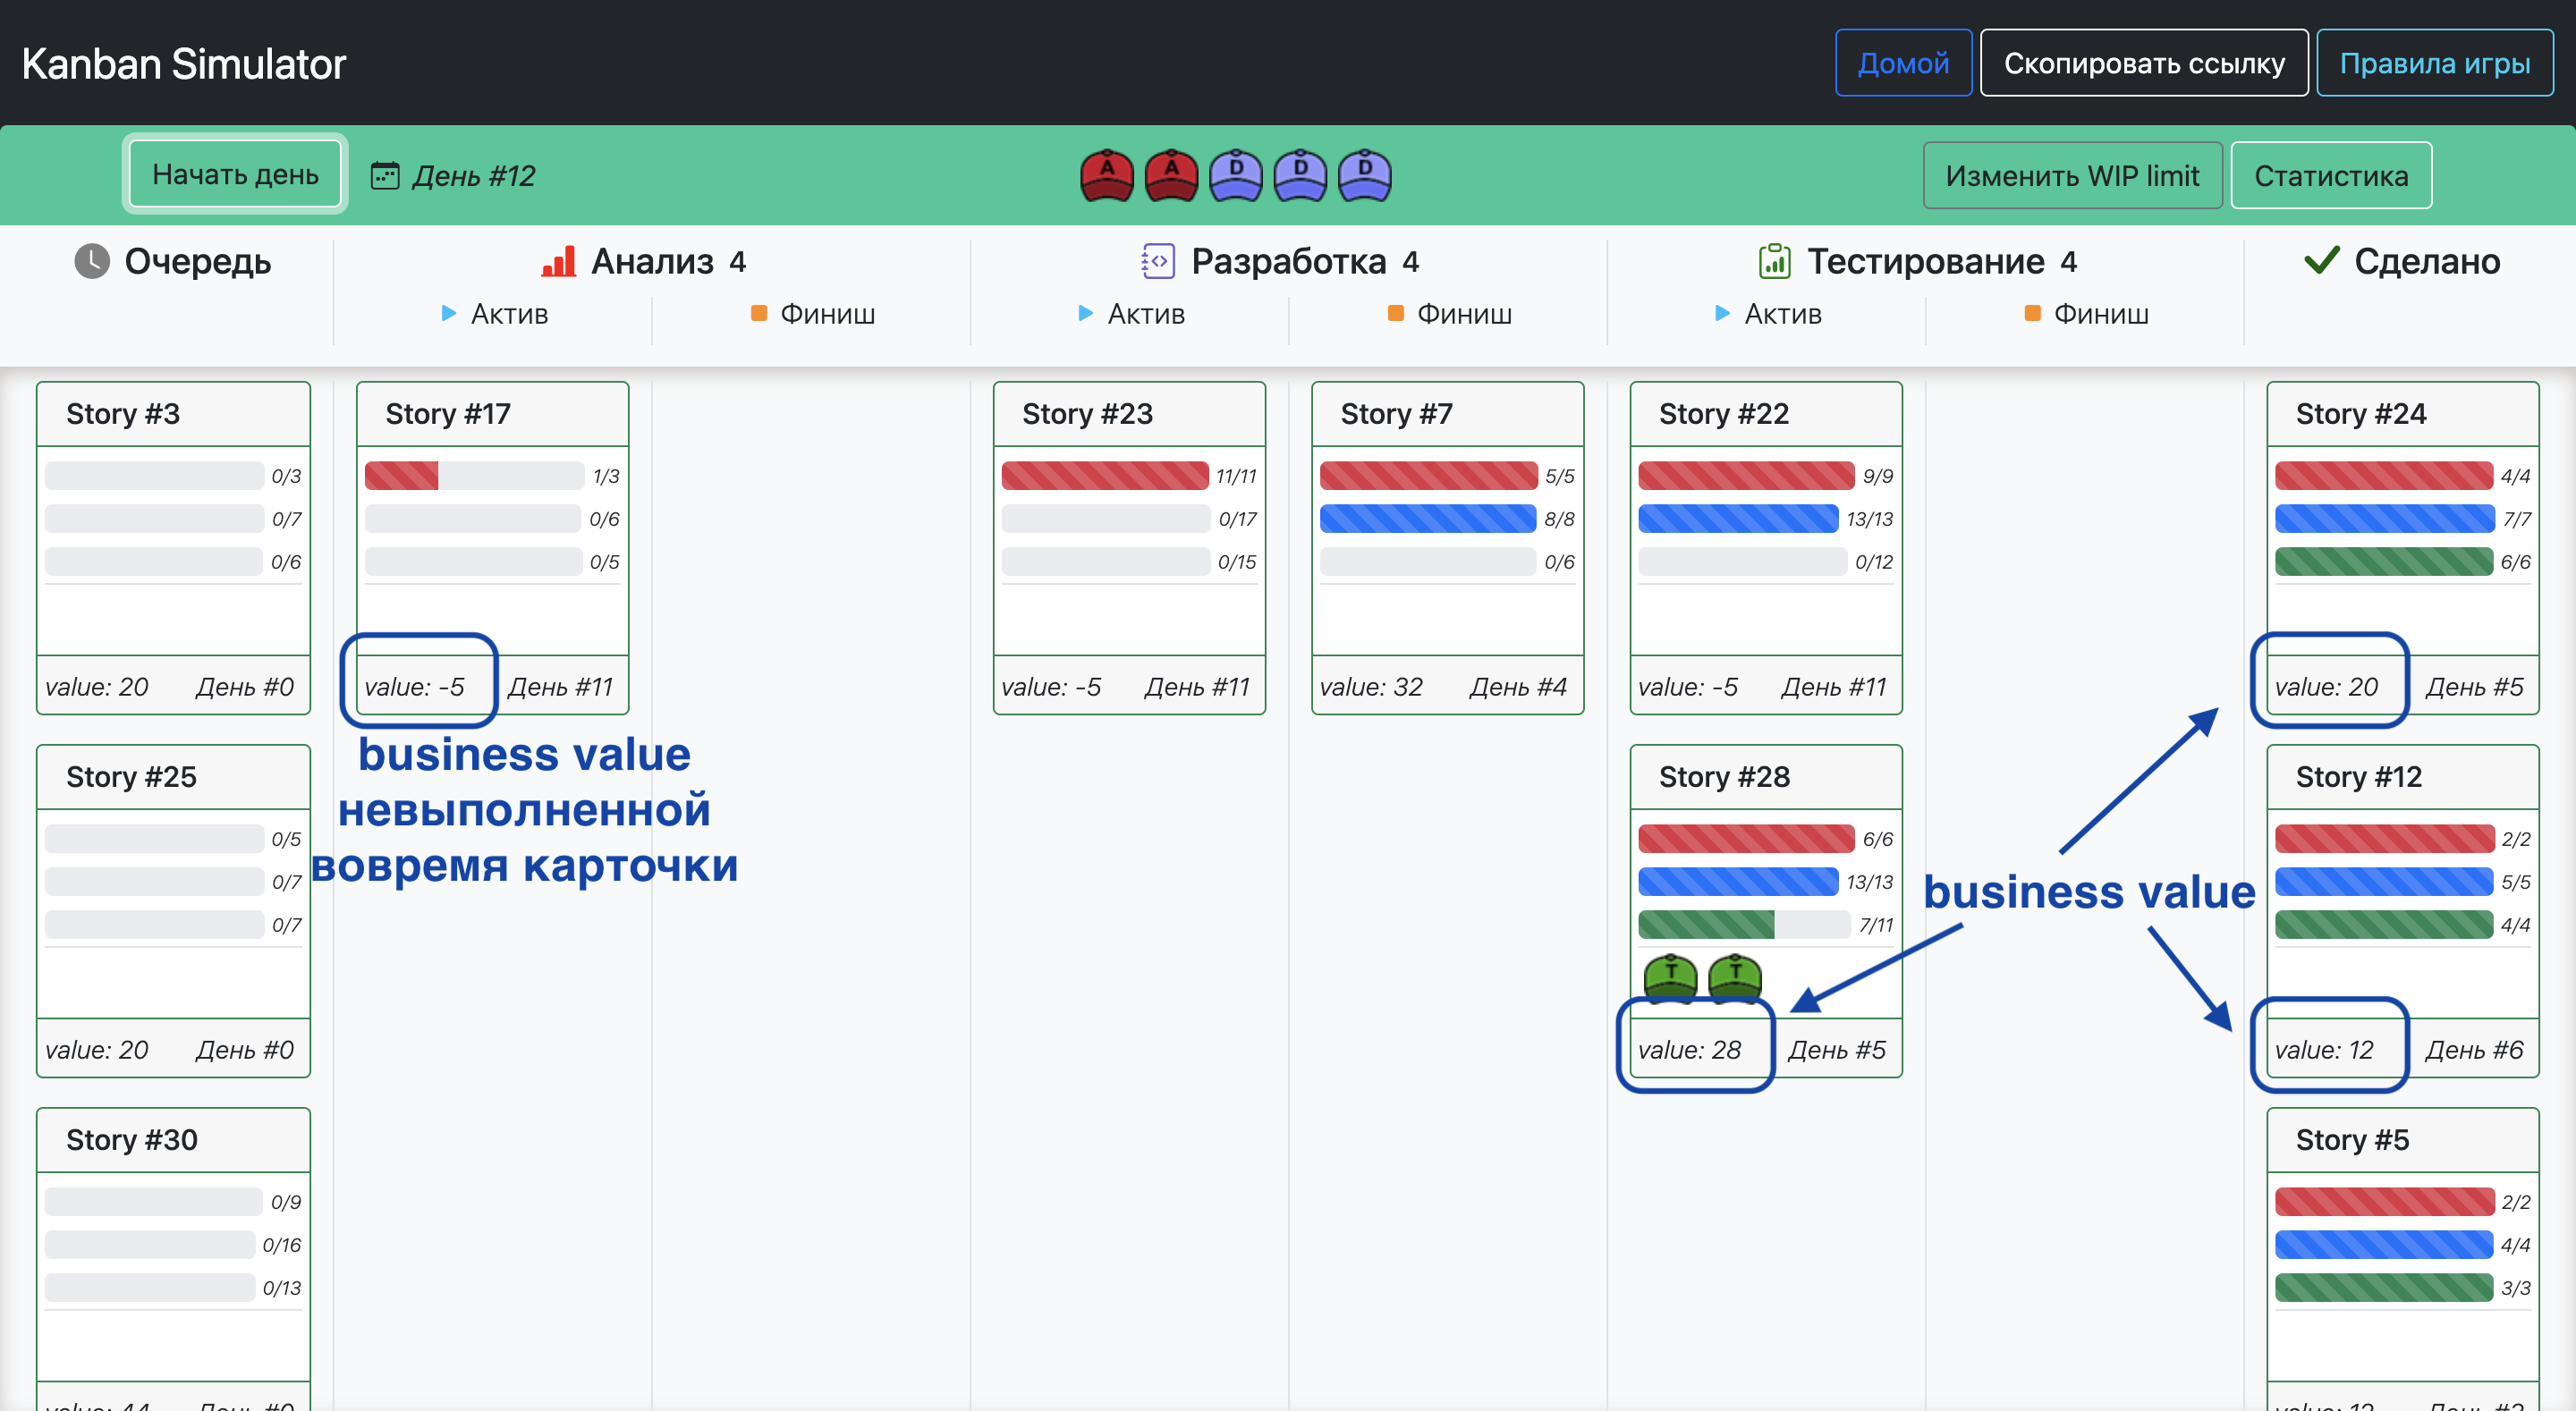 Kanban Simulator
Домой
Скопировать ссылку
Правила игры
Начать день
День #12
A A D D D
Изменить WIP limit
Статистика
Очередь
Анализ 4
Разработка 4
Тестирование 4
Сделано
Актив
Финиш
Актив
Финиш
Актив
Финиш
Story #3
0/3
0/7
0/6
value: 20 День #0
Story #25
0/5
0/7
0/7
value: 20 День #0
Story #30
0/9
0/16
0/13
value: 44 День #0
Story #17
1/3
0/6
0/5
value: -5 День #11
business value
невыполненной
вовремя карточки
Story #23
11/11
0/17
0/15
value: -5 День #11
Story #7
5/5
8/8
0/6
value: 32 День #4
Story #22
9/9
13/13
0/12
value: -5 День #11
Story #28
6/6
13/13
7/11
T T
value: 28 День #5
business value
Story #24
4/4
7/7
6/6
value: 20 День #5
Story #12
2/2
5/5
4/4
value: 12 День #6
Story #5
2/2
4/4
3/3
value: День